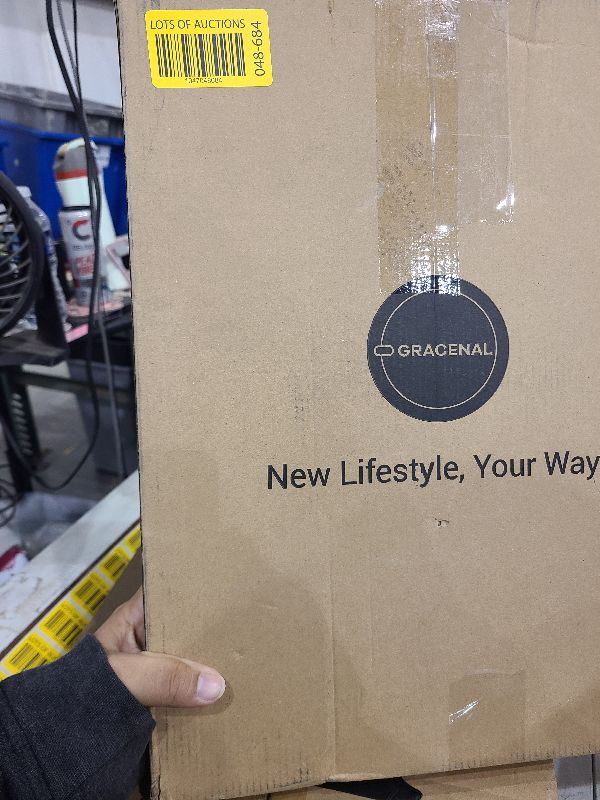 LOTS OF AUCTIONS
048-684
GRACENAL
New Lifestyle, Your Way